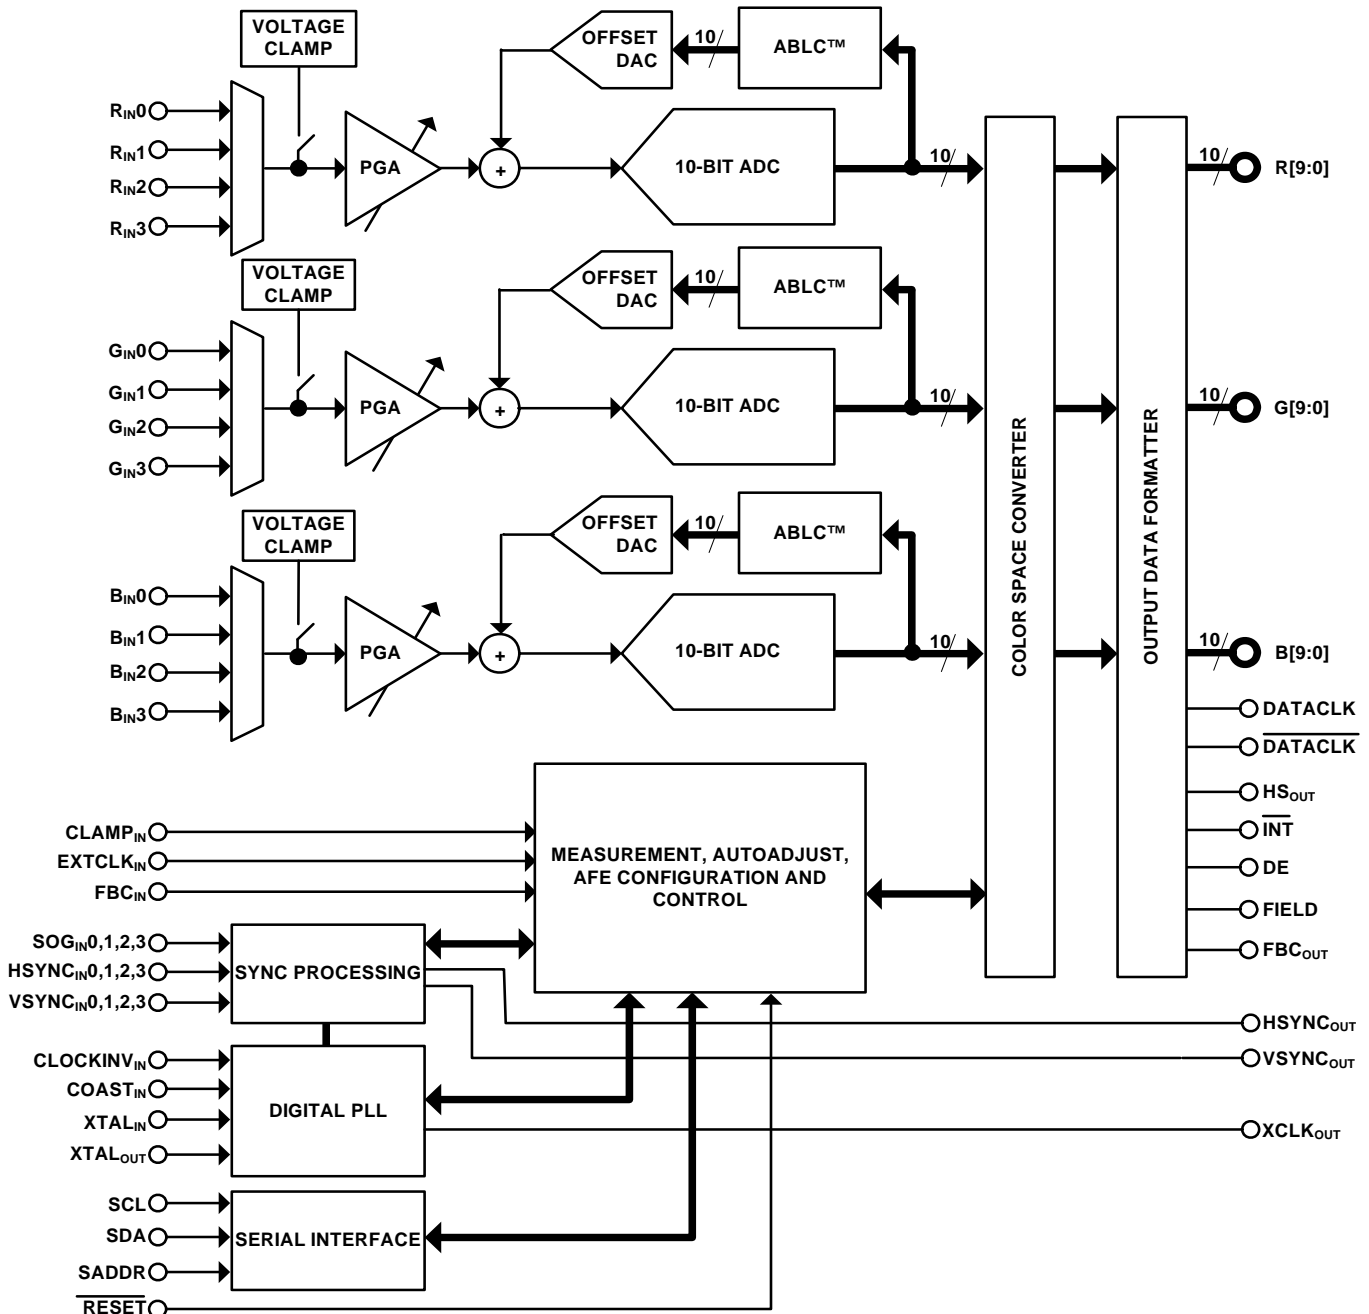 VOLTAGE
CLAMP
OFFSET
DAC
10
ABLC™
RIN0
RIN1
RIN2
RIN3
PGA
+
10-BIT ADC
10
10
R[9:0]
VOLTAGE
CLAMP
OFFSET
DAC
10
ABLC™
GIN0
GIN1
GIN2
GIN3
PGA
+
10-BIT ADC
10
10
G[9:0]
VOLTAGE
CLAMP
OFFSET
DAC
10
ABLC™
BIN0
BIN1
BIN2
BIN3
PGA
+
10-BIT ADC
10
10
B[9:0]
COLOR SPACE CONVERTER
OUTPUT DATA FORMATTER
DATACLK
DATACLK
HSOUT
INT
DE
FIELD
FBCOUT
CLAMPIN
EXTCLKIN
FBCIN
MEASUREMENT, AUTOADJUST,
AFE CONFIGURATION AND
CONTROL
SOGIN0,1,2,3
HSYNCIN0,1,2,3
VSYNCIN0,1,2,3
SYNC PROCESSING
HSYNCOUT
VSYNCOUT
CLOCKINVIN
COASTIN
XTALIN
XTALOUT
DIGITAL PLL
XCLKOUT
SCL
SDA
SADDR
SERIAL INTERFACE
RESET